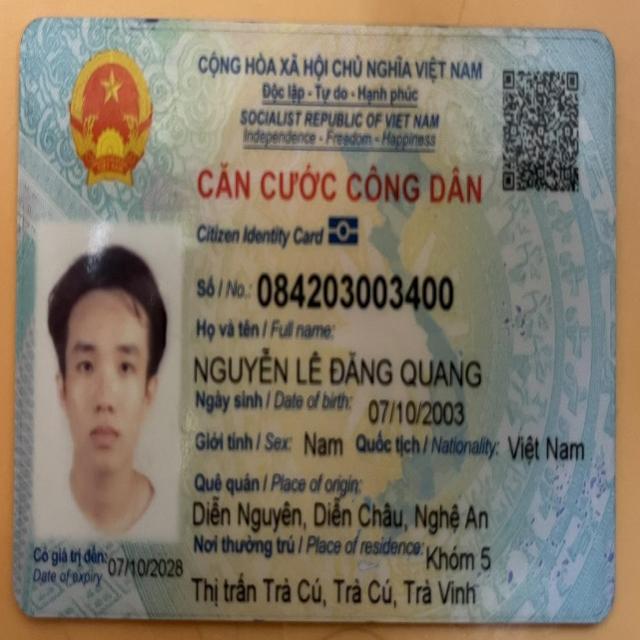 CỘNG HÒA XÃ HỘI CHỦ NGHĨA VIỆT NAM
Độc lập - Tự do - Hạnh phúc
SOCIALIST REPUBLIC OF VIET NAM
Independence - Freedom - Happiness
CĂN CƯỚC CÔNG DÂN
Citizen Identity Card
Số / No.: 084203003400
Họ và tên / Full name:
NGUYỄN LÊ ĐĂNG QUANG
Ngày sinh / Date of birth: 07/10/2003
Giới tính / Sex: Nam Quốc tịch / Nationality: Việt Nam
Quê quán / Place of origin:
Diễn Nguyên, Diễn Châu, Nghệ An
Nơi thường trú / Place of residence: Khóm 5
Thị trấn Trà Cú, Trà Cú, Trà Vinh
Có giá trị đến: 07/10/2028
Date of expiry